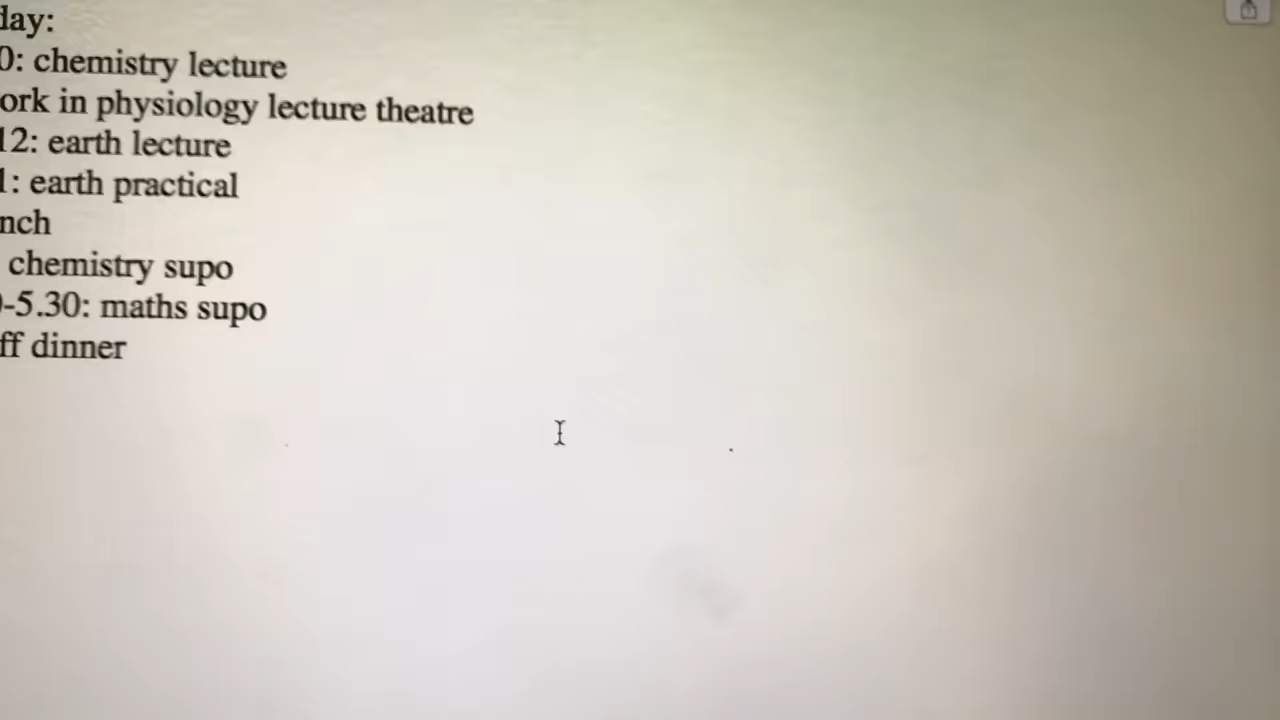 day:
0: chemistry lecture
ork in physiology lecture theatre
12: earth lecture
1: earth practical
nch
chemistry supo
-5.30: maths supo
ff dinner